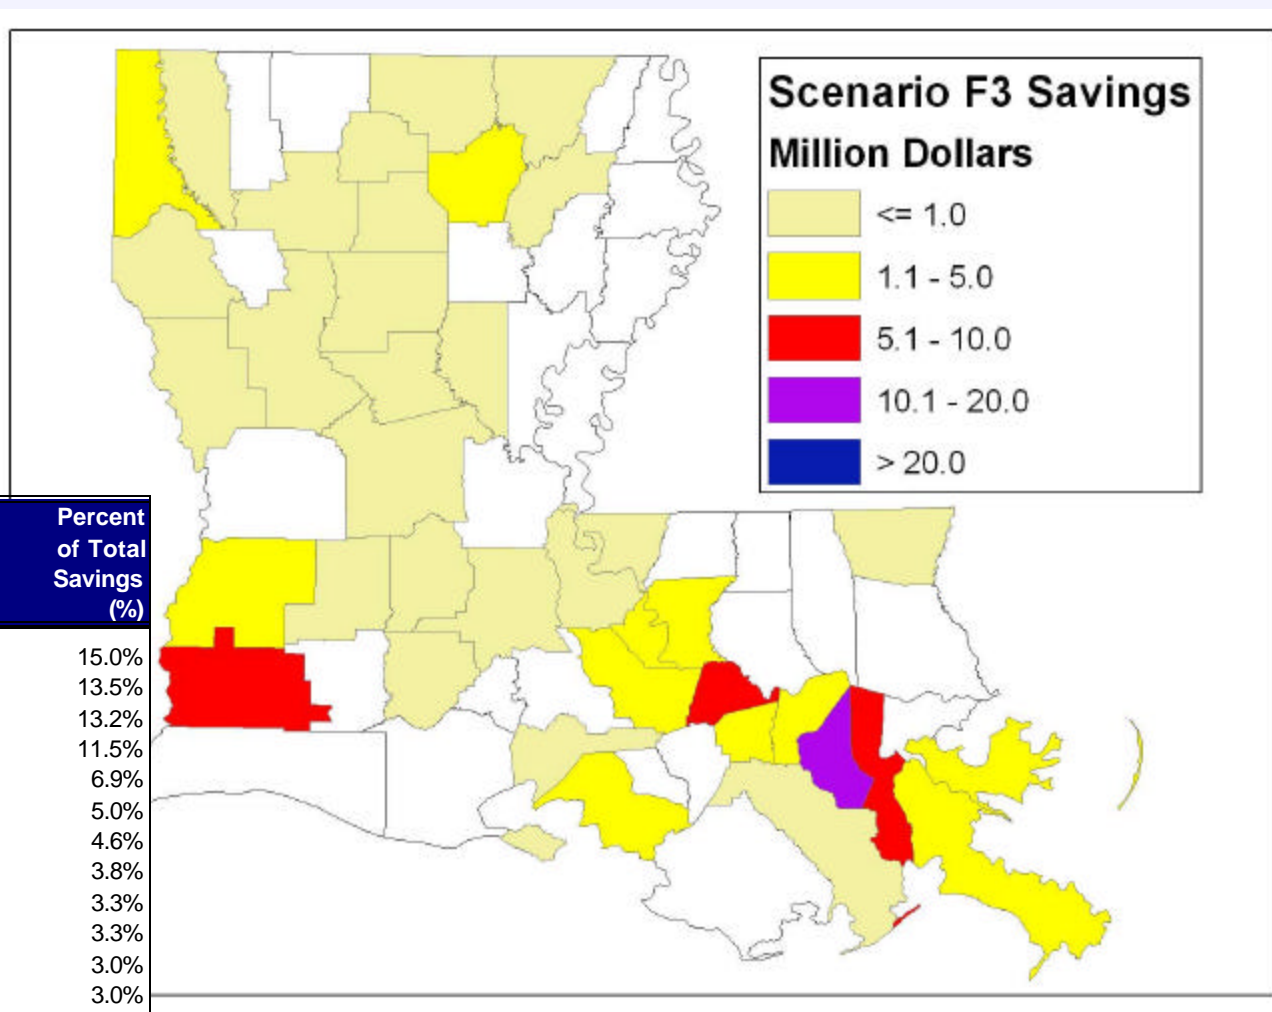 Scenario F3 Savings
Million Dollars
<= 1.0
1.1 - 5.0
5.1 - 10.0
10.1 - 20.0
> 20.0
Percent
of Total
Savings
(%)
15.0%
13.5%
13.2%
11.5%
6.9%
5.0%
4.6%
3.8%
3.3%
3.3%
3.0%
3.0%